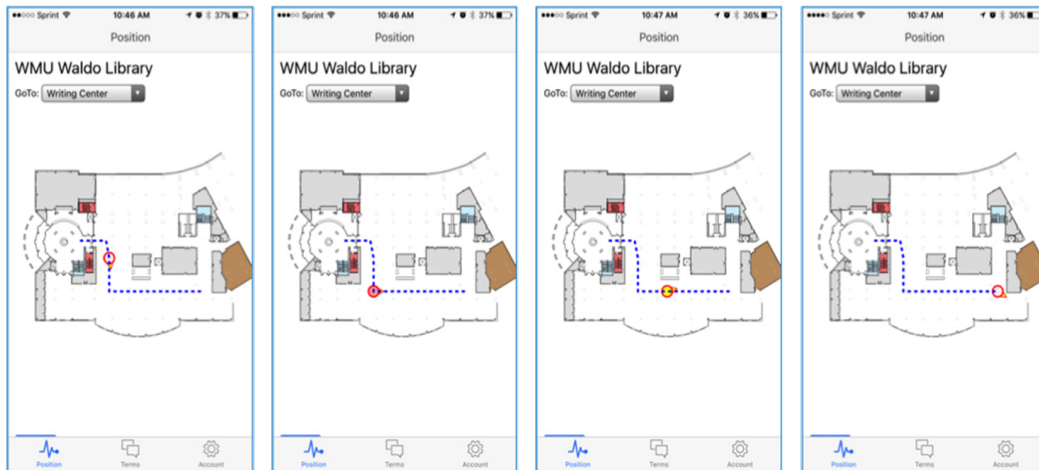 Sprint 10:46 AM 37%
Position
WMU Waldo Library
GoTo: Writing Center
Position Terms Account
Sprint 10:46 AM 37%
Position
WMU Waldo Library
GoTo: Writing Center
Position Terms Account
Sprint 10:47 AM 36%
Position
WMU Waldo Library
GoTo: Writing Center
Position Terms Account
Sprint 10:47 AM 36%
Position
WMU Waldo Library
GoTo: Writing Center
Position Terms Account